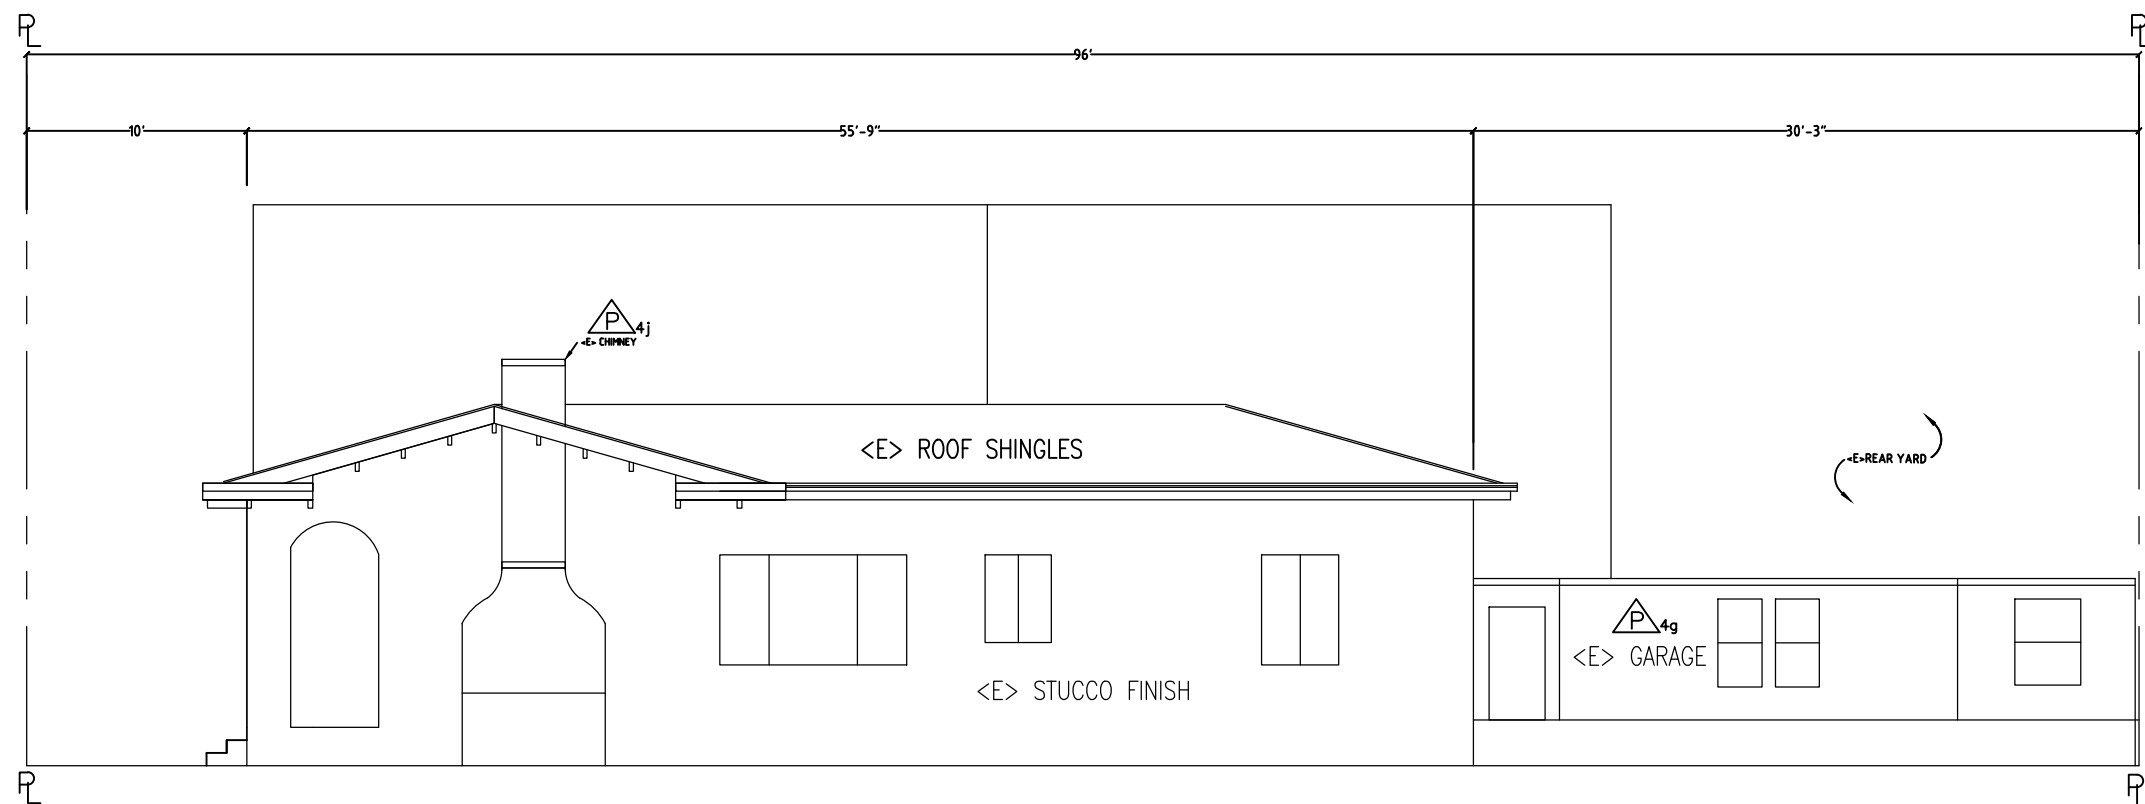 PL PL
96'
10' 55'-9" 30'-3"
P 4j
<E> CHIMNEY
<E> ROOF SHINGLES
<E>REAR YARD
P 4g
<E> GARAGE
<E> STUCCO FINISH
PL PL